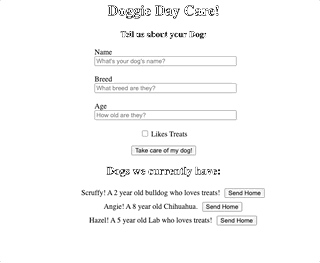 Doggie Day Care!
Tell us about your Dog!
Name
What's your dog's name?
Breed
What breed are they?
Age
How old are they?
Likes Treats
Take care of my dog!
Dogs we currently have:
Scruffy! A 2 year old bulldog who loves treats! Send Home
Angie! A 8 year old Chihuahua. Send Home
Hazel! A 5 year old Lab who loves treats! Send Home